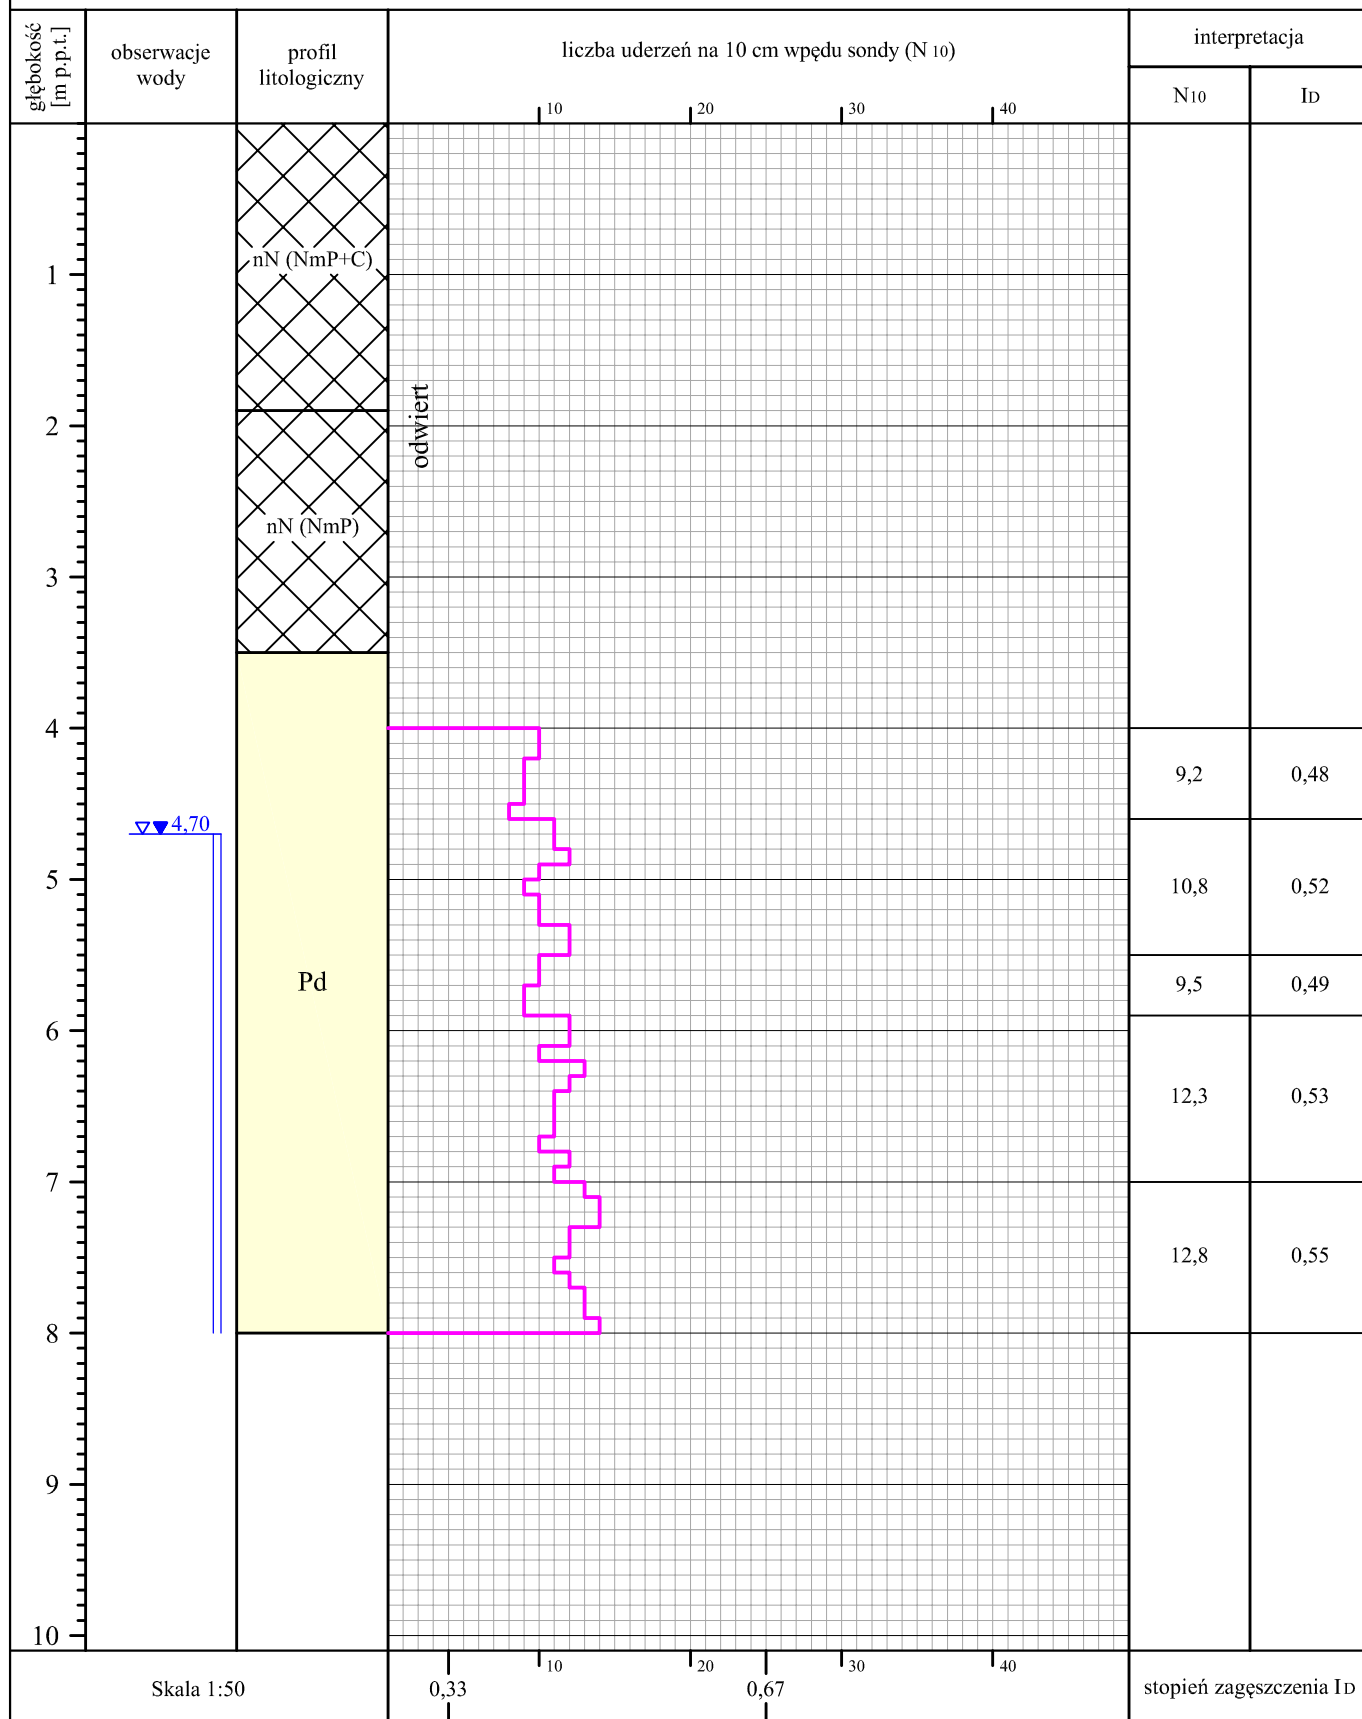 głębokość
[m p.p.t.]
obserwacje
wody
profil
litologiczny
liczba uderzeń na 10 cm wpędu sondy (N 10)
10
20
30
40
interpretacja
N10
ID
nN (NmP+C)
1
odwiert
2
nN (NmP)
3
4
9,2
0,48
4,70
5
10,8
0,52
Pd
9,5
0,49
6
12,3
0,53
7
12,8
0,55
8
9
10
Skala 1:50
0,33
10
20
0,67
30
40
stopień zagęszczenia ID